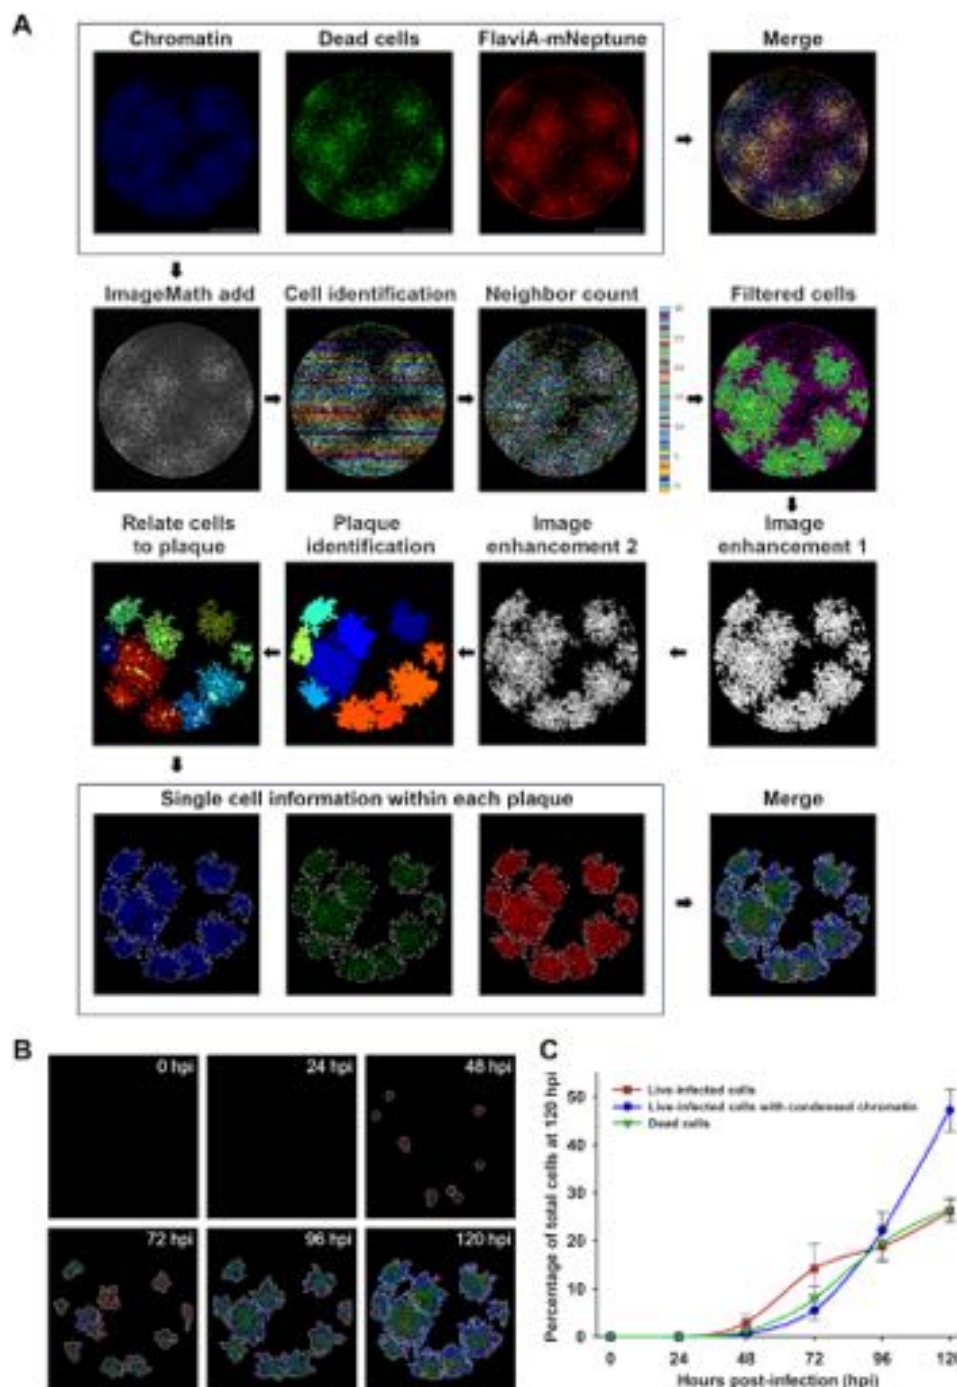 A
Chromatin
Dead cells
FlaviA-mNeptune
Merge
ImageMath add
Cell identification
Neighbor count
Filtered cells
Relate cells
to plaque
Plaque
identification
Image
enhancement 2
Image
enhancement 1
Single cell information within each plaque
Merge
B
0 hpi
24 hpi
48 hpi
72 hpi
96 hpi
120 hpi
C
Percentage of total cells at 120 hpi
50
40
30
20
10
0
Live-infected cells
Live-infected cells with condensed chromatin
Dead cells
0
24
48
72
96
120
Hours post-infection (hpi)